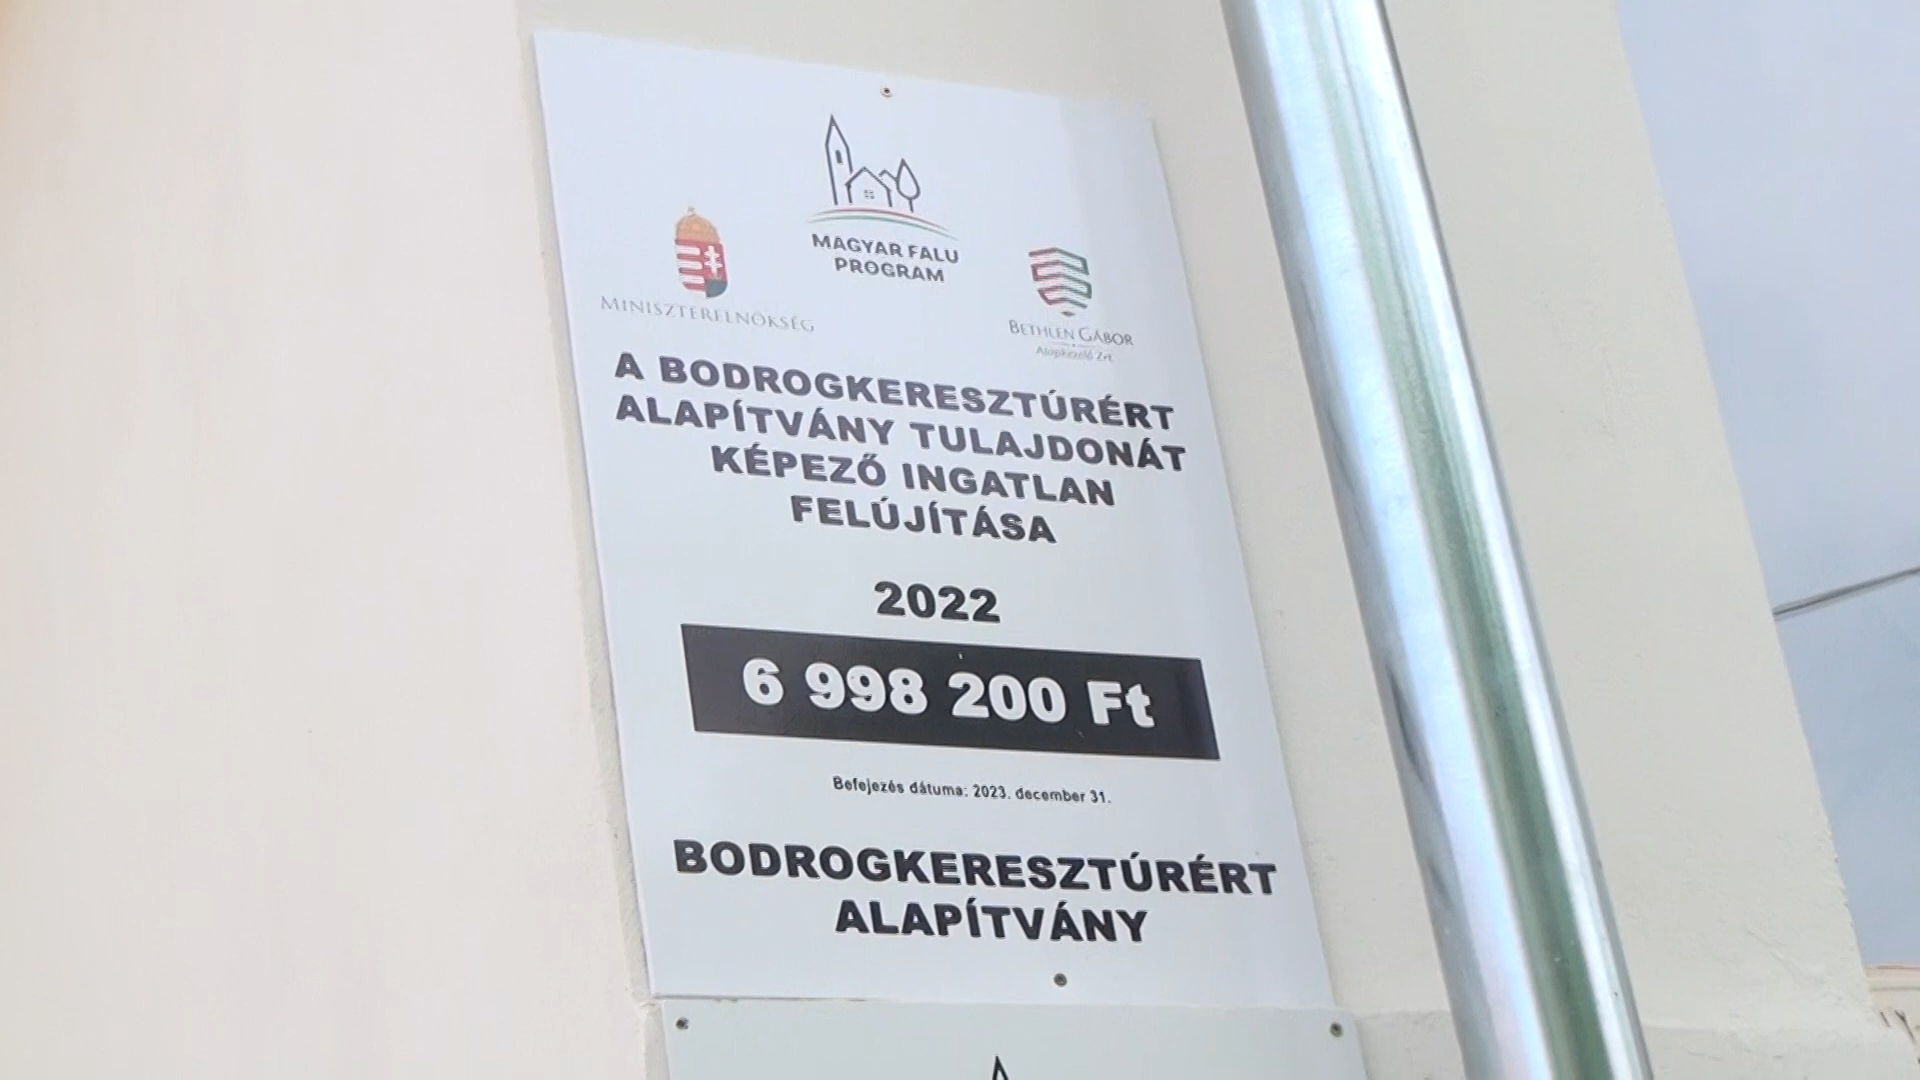 MAGYAR FALU
PROGRAM
MINISZTERELNÖKSÉG
BETHLEN GÁBOR
Alapkezelő Zrt.
A BODROGKERESZTÚRÉRT
ALAPÍTVÁNY TULAJDONÁT
KÉPEZŐ INGATLAN
FELÚJÍTÁSA
2022
6 998 200 Ft
Befejezés dátuma: 2023. december 31.
BODROGKERESZTÚRÉRT
ALAPÍTVÁNY